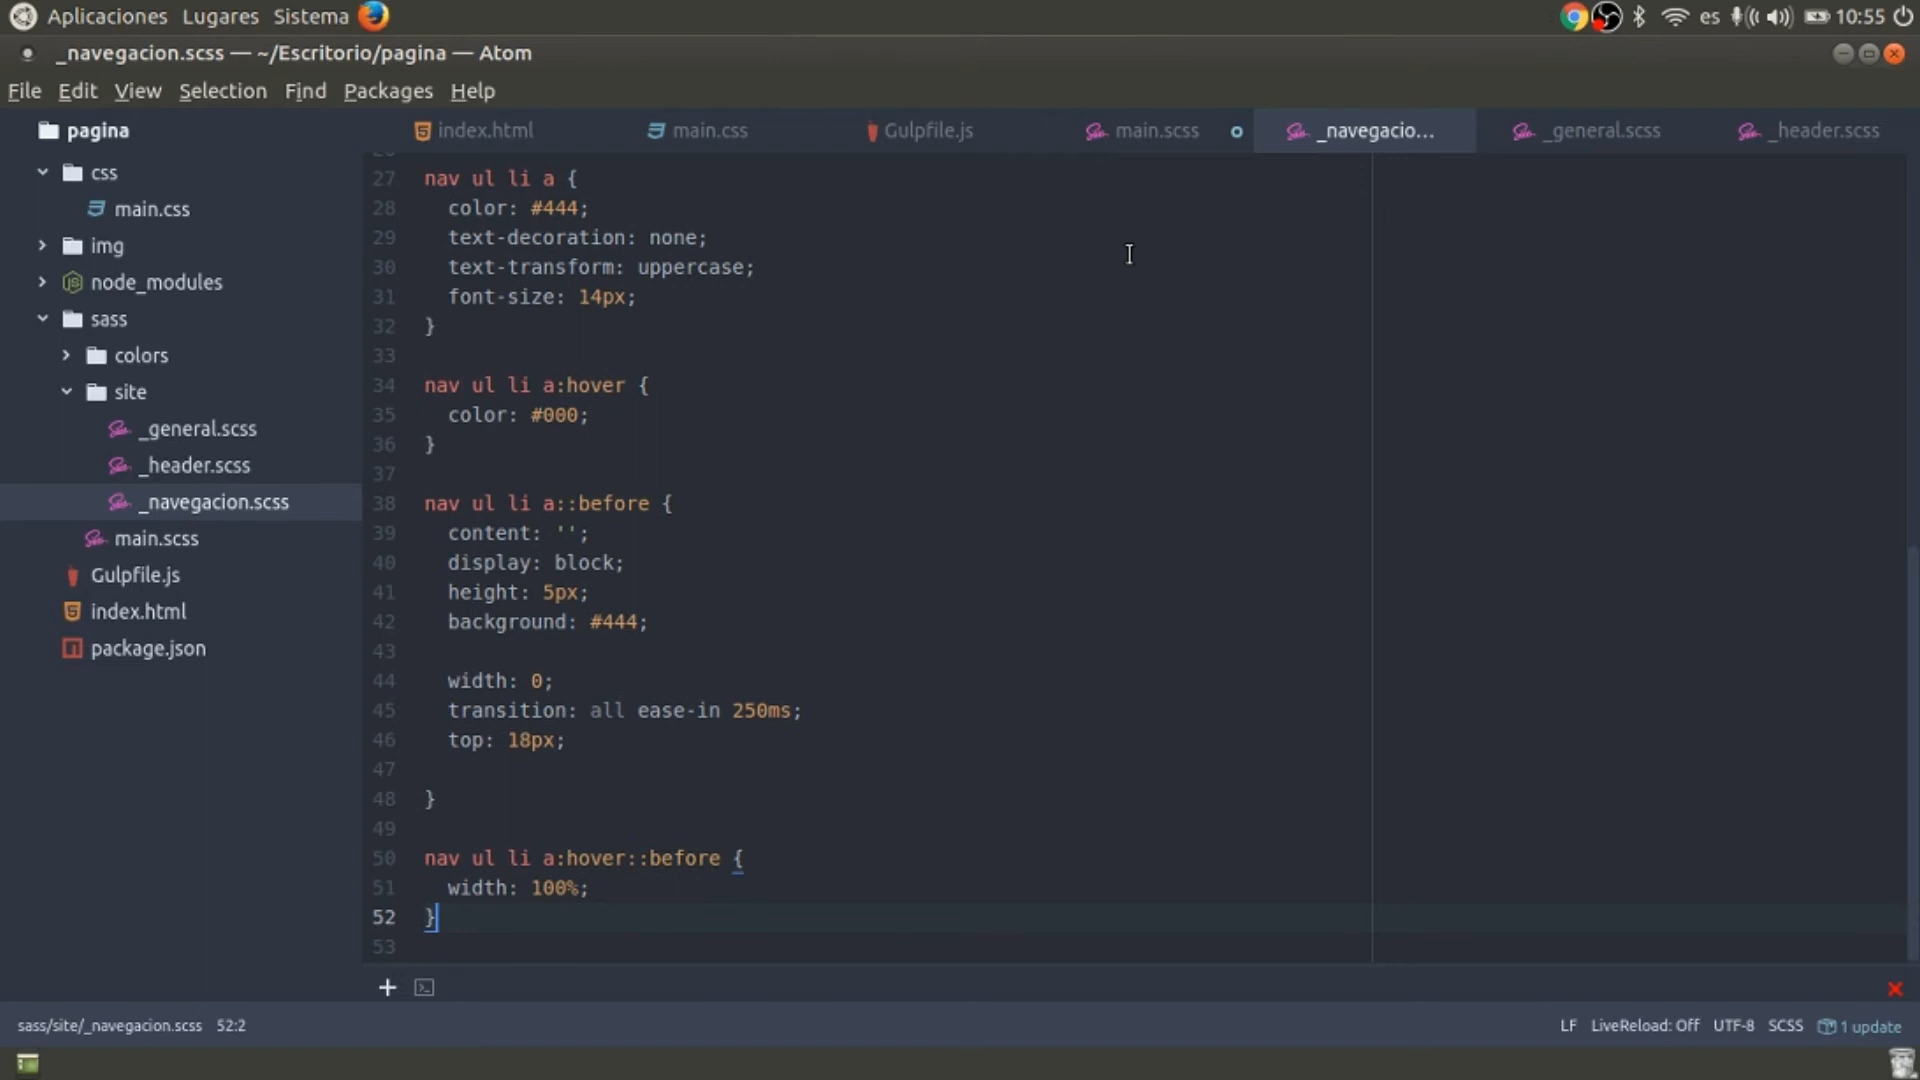 Aplicaciones Lugares Sistema es 10:55
_navegacion.scss — ~/Escritorio/pagina — Atom
File Edit View Selection Find Packages Help
pagina
css
main.css
img
node_modules
sass
colors
site
_general.scss
_header.scss
_navegacion.scss
main.scss
Gulpfile.js
index.html
package.json
index.html main.css Gulpfile.js main.scss _navegacio... _general.scss _header.scss
27 nav ul li a {
28 color: #444;
29 text-decoration: none;
30 text-transform: uppercase;
31 font-size: 14px;
32 }
33
34 nav ul li a:hover {
35 color: #000;
36 }
37
38 nav ul li a::before {
39 content: '';
40 display: block;
41 height: 5px;
42 background: #444;
43
44 width: 0;
45 transition: all ease-in 250ms;
46 top: 18px;
47
48 }
49
50 nav ul li a:hover::before {
51 width: 100%;
52 }
53
sass/site/_navegacion.scss 52:2 LF LiveReload: Off UTF-8 SCSS 1 update